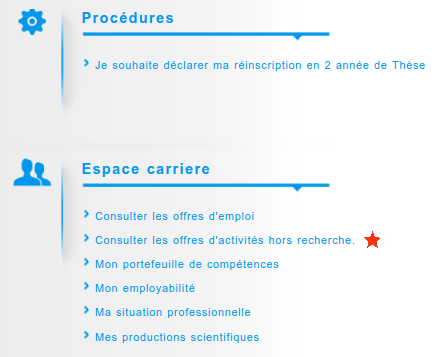 Procédures
Je souhaite déclarer ma réinscription en 2 année de Thèse
Espace carriere
Consulter les offres d'emploi
Consulter les offres d'activités hors recherche.
Mon portefeuille de compétences
Mon employabilité
Ma situation professionnelle
Mes productions scientifiques